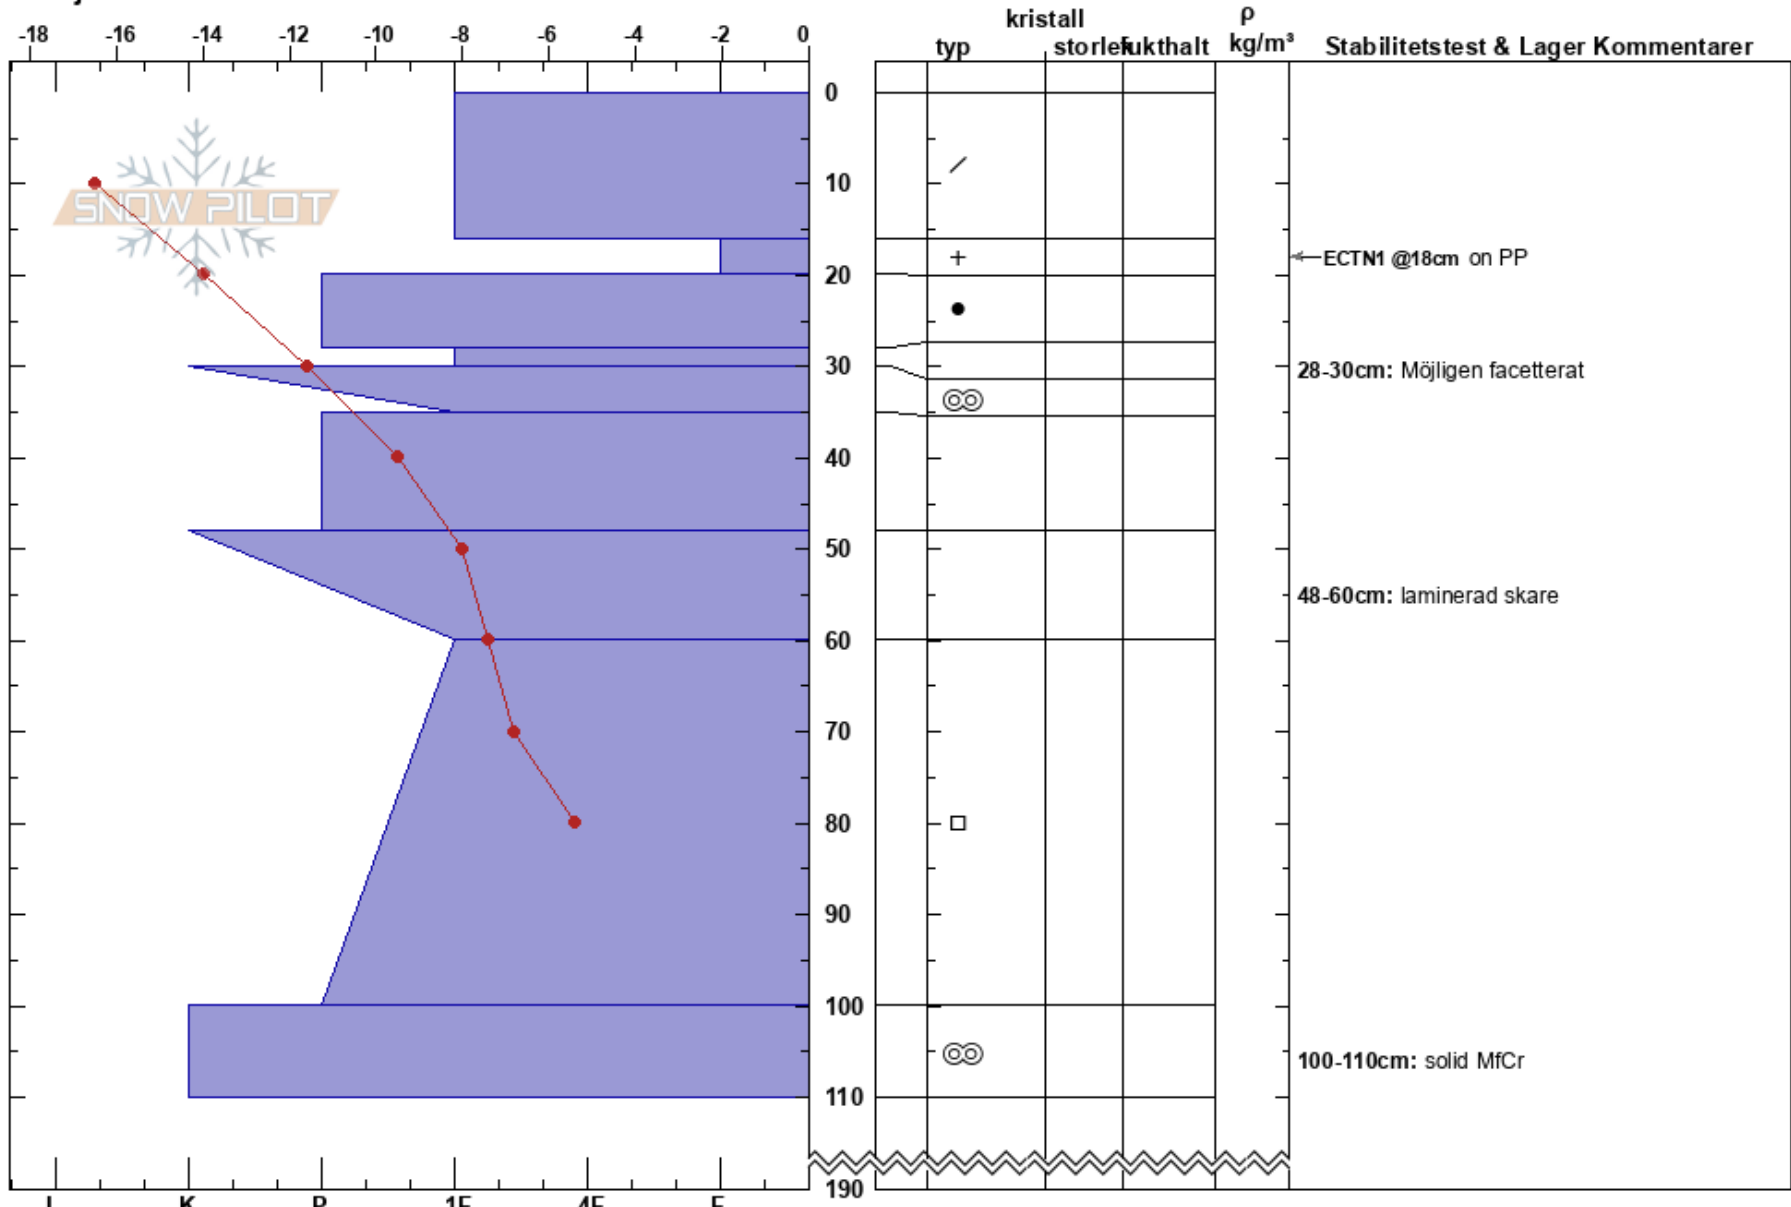 kristall
ρ
-18 -16 -14 -12 -10 -8 -6 -4 -2 0
typ storlek fukthalt kg/m³ Stabilitetstest & Lager Kommentarer
0
10
SNOW PILOT
ECTN1 @18cm on PP
20
30
28-30cm: Möjligen facetterat
40
50
48-60cm: laminerad skare
60
70
80
90
100
100-110cm: solid MfCr
110
190
I K P 1F 4F F